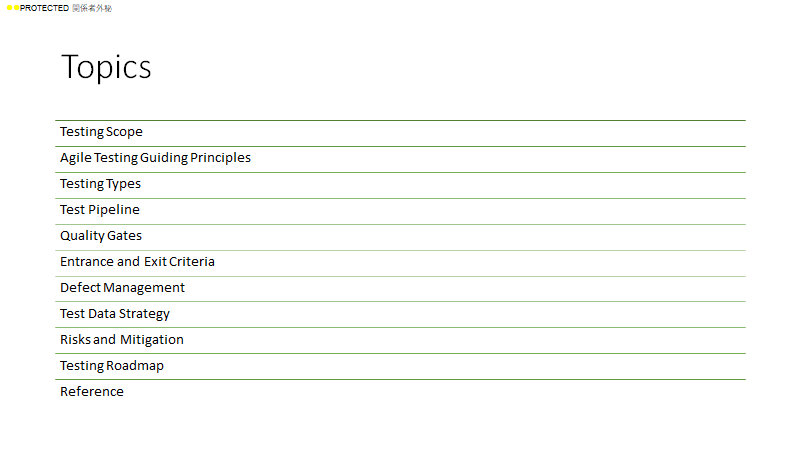 PROTECTED 関係者外秘
Topics
Testing Scope
Agile Testing Guiding Principles
Testing Types
Test Pipeline
Quality Gates
Entrance and Exit Criteria
Defect Management
Test Data Strategy
Risks and Mitigation
Testing Roadmap
Reference